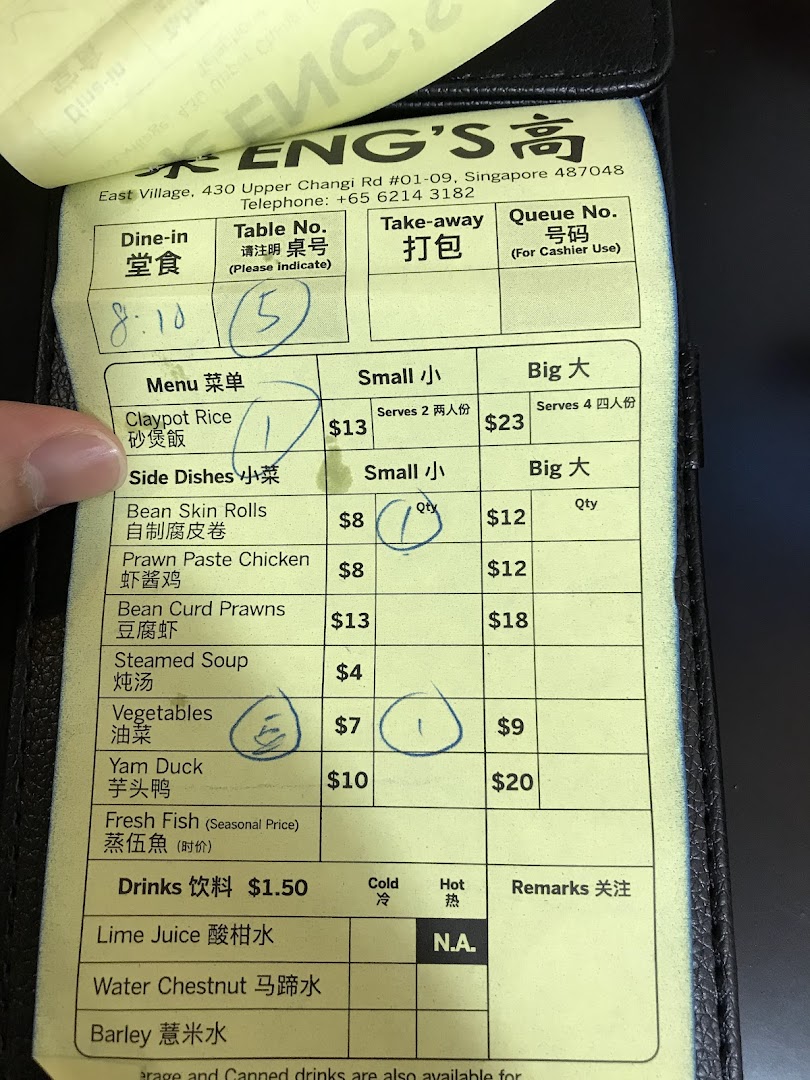 ENG'S 高
East Village, 430 Upper Changi Rd #01-09, Singapore 487048
Telephone: +65 6214 3182
Dine-in
堂食
Table No.
请注明 桌号
(Please indicate)
Take-away
打包
Queue No.
号码
(For Cashier Use)
8:10
5
Menu 菜单 Small 小 Big 大
Claypot Rice 1 $13 Serves 2 两人份 $23 Serves 4 四人份
砂煲飯
Side Dishes 小菜 Small 小 Big 大
Bean Skin Rolls $8 1 Qty $12 Qty
自制腐皮卷
Prawn Paste Chicken $8 $12
虾酱鸡
Bean Curd Prawns $13 $18
豆腐虾
Steamed Soup $4
炖汤
Vegetables $7 1 $9
油菜
Yam Duck $10 $20
芋头鸭
Fresh Fish (Seasonal Price)
蒸伍魚 (时价)
Drinks 饮料 $1.50 Cold Hot Remarks 关注
冷 热
Lime Juice 酸柑水 N.A.
Water Chestnut 马蹄水
Barley 薏米水
and Canned drinks are also available for